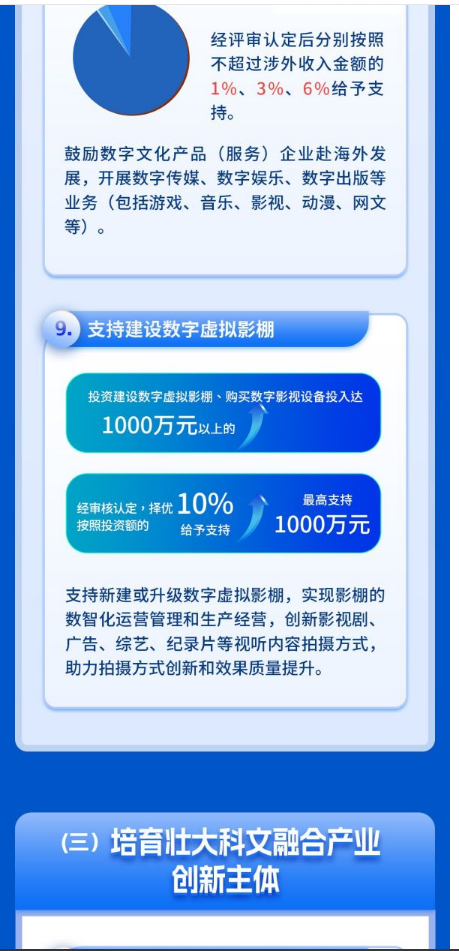 经评审认定后分别按照
不超过涉外收入金额的
1%、3%、6%给予支
持。
鼓励数字文化产品（服务）企业赴海外发
展，开展数字传媒、数字娱乐、数字出版等
业务（包括游戏、音乐、影视、动漫、网文
等）。
9. 支持建设数字虚拟影棚
投资建设数字虚拟影棚、购买数字影视设备投入达
1000万元以上的
经审核认定，择优
按照投资额的
10%
给予支持
最高支持
1000万元
支持新建或升级数字虚拟影棚，实现影棚的
数智化运营管理和生产经营，创新影视剧、
广告、综艺、纪录片等视听内容拍摄方式，
助力拍摄方式创新和效果质量提升。
(三) 培育壮大科文融合产业
创新主体